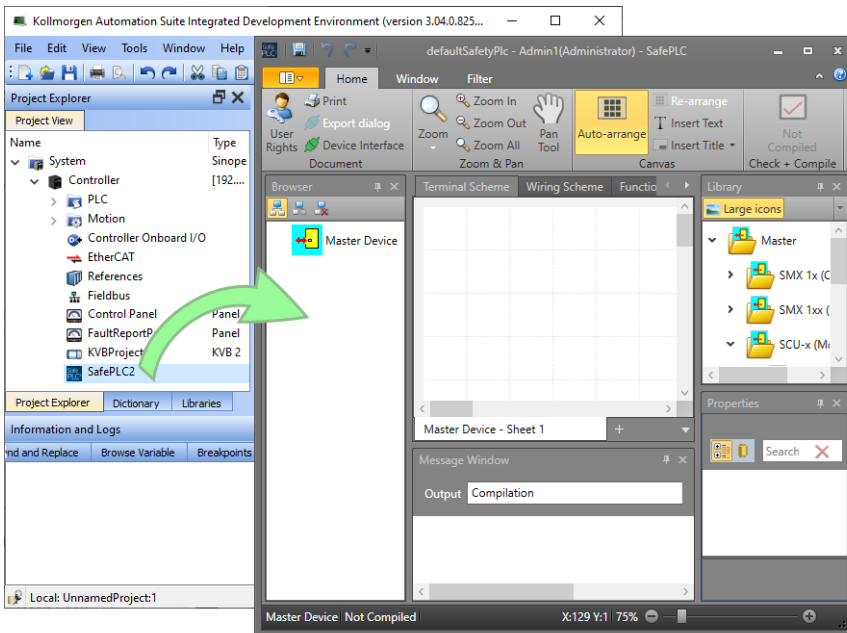 Kollmorgen Automation Suite Integrated Development Environment (version 3.04.0.825...
File Edit View Tools Window Help
Project Explorer
Project View
Name Type
System Sinope
Controller [192....
PLC
Motion
Controller Onboard I/O
EtherCAT
References
Fieldbus
Control Panel Panel
FaultReportP Panel
KVBProject KVB 2
SafePLC2
Project Explorer Dictionary Libraries
Information and Logs
nd and Replace Browse Variable Breakpoints
Local: UnnamedProject:1
defaultSafetyPlc - Admin1(Administrator) - SafePLC
Home Window Filter
User Rights
Print
Export dialog
Device Interface
Document
Zoom
Zoom In
Zoom Out
Zoom All
Pan Tool
Zoom & Pan
Auto-arrange
Re-arrange
Insert Text
Insert Title
Canvas
Not Compiled
Check + Compile
Browser
Master Device
Terminal Scheme Wiring Scheme Functio
Master Device - Sheet 1 +
Message Window
Output Compilation
Library
Large icons
Master
SMX 1x (C
SMX 1xx (
SCU-x (Mo
Properties
Search
Master Device Not Compiled X:129 Y:1 75%